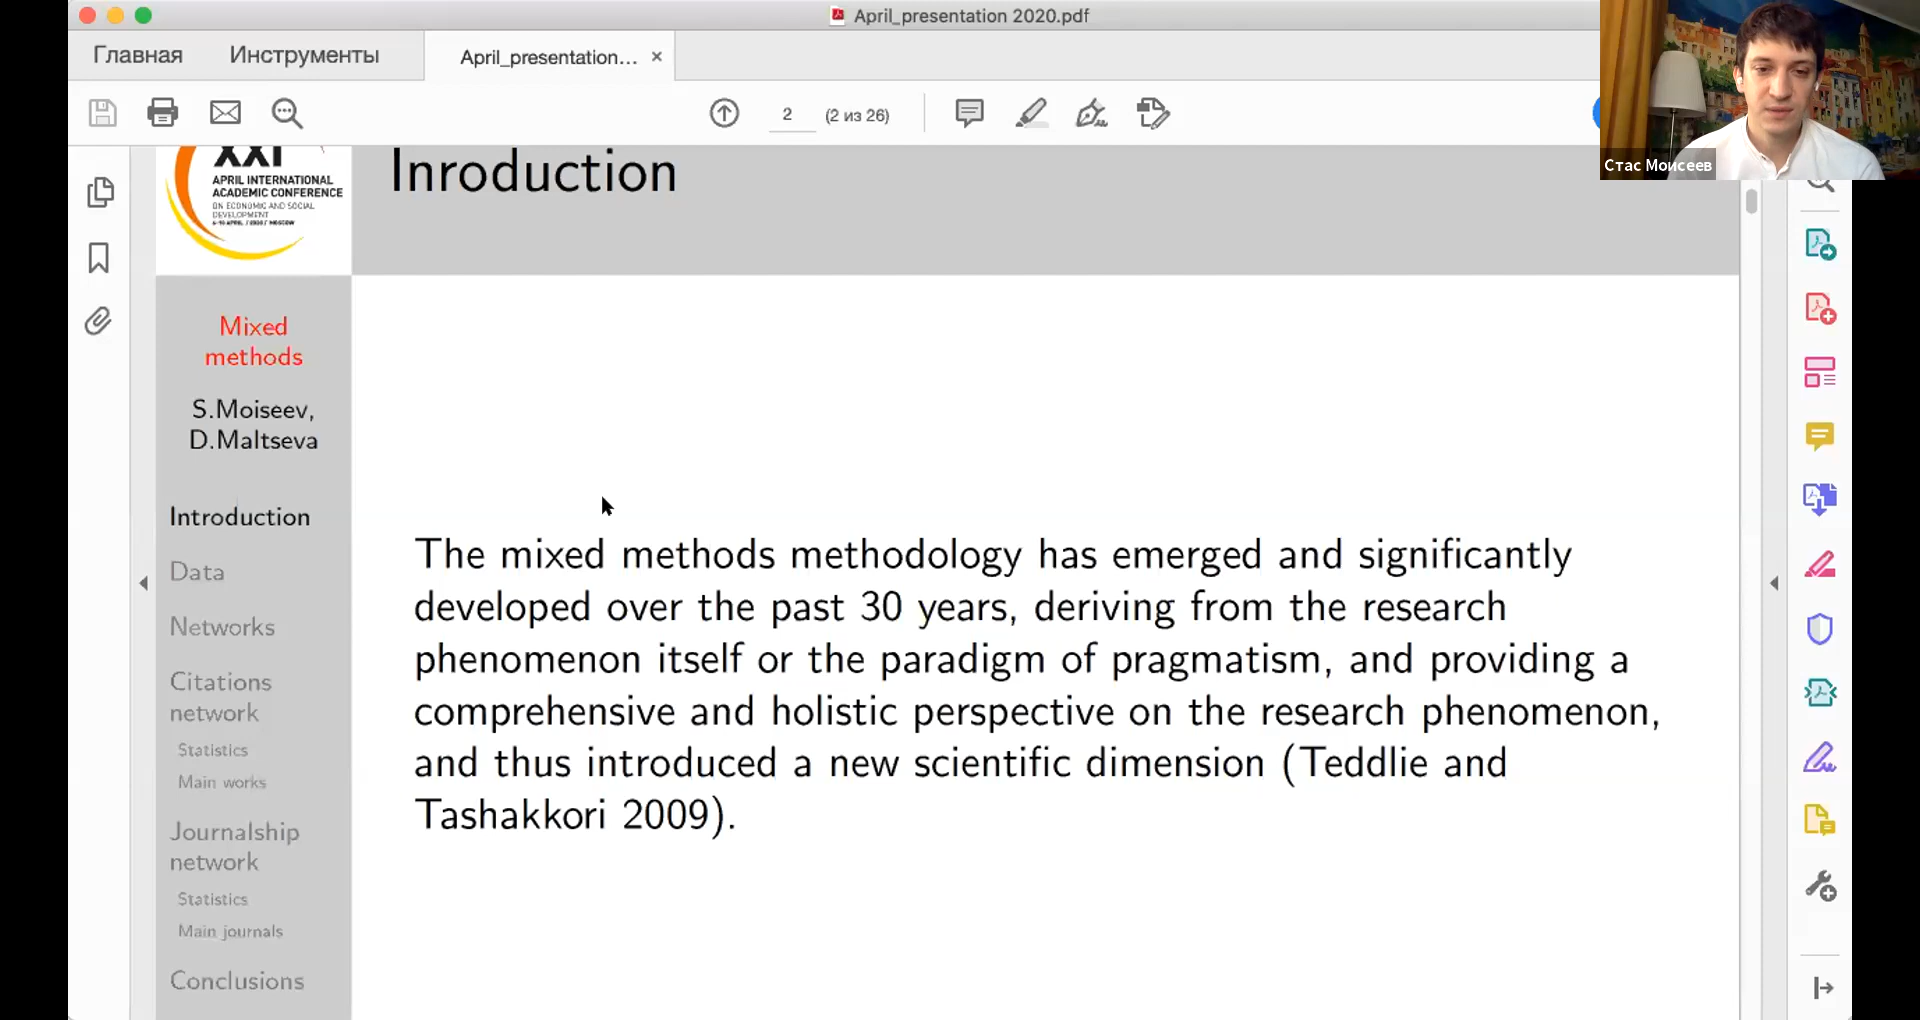 April_presentation 2020.pdf
Главная
Инструменты
April_presentation...
2
(2 из 26)
Стас Моисеев
XXI
APRIL INTERNATIONAL
ACADEMIC CONFERENCE
ON ECONOMIC AND SOCIAL
DEVELOPMENT
Inroduction
Mixed
methods
S.Moiseev,
D.Maltseva
Introduction
Data
Networks
Citations
network
Statistics
Main works
Journalship
network
Statistics
Main journals
Conclusions
The mixed methods methodology has emerged and significantly
developed over the past 30 years, deriving from the research
phenomenon itself or the paradigm of pragmatism, and providing a
comprehensive and holistic perspective on the research phenomenon,
and thus introduced a new scientific dimension (Teddlie and
Tashakkori 2009).